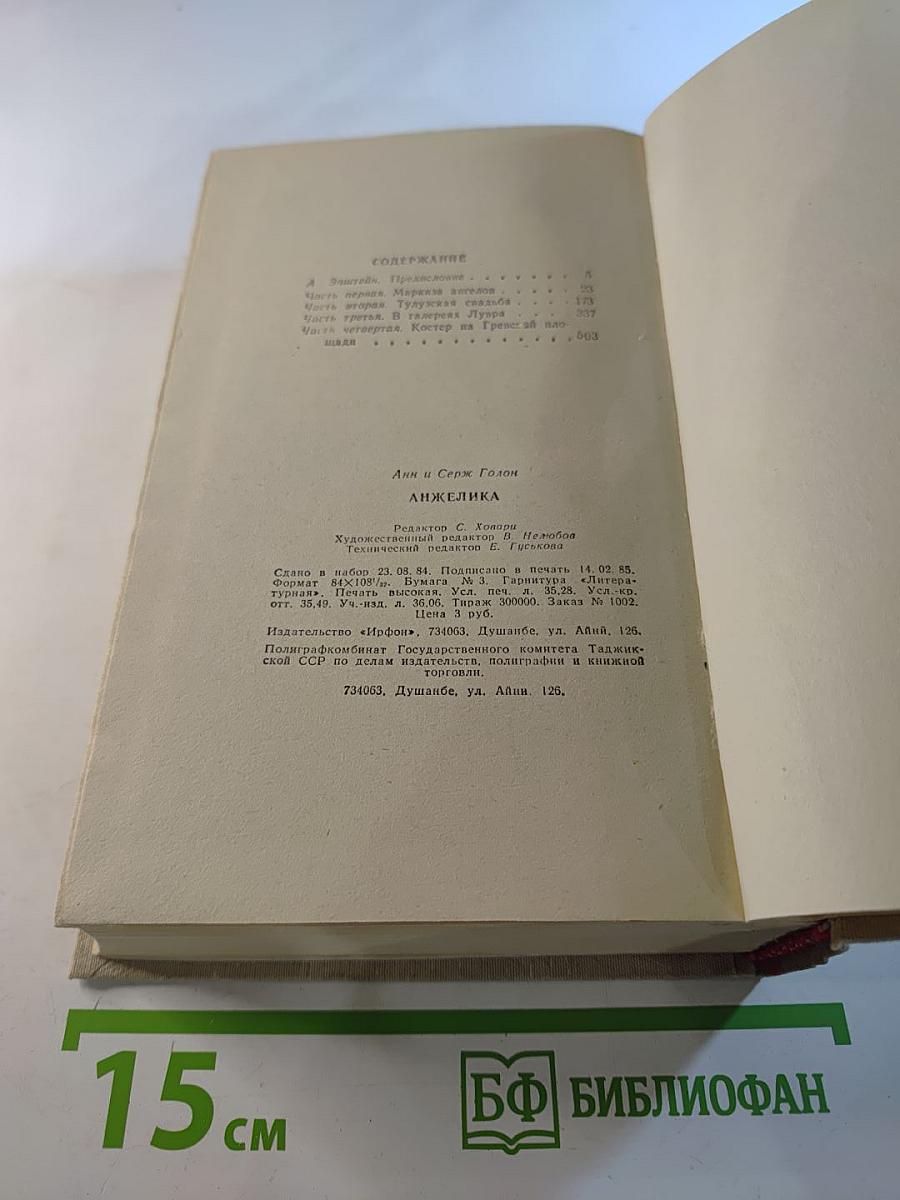 СОДЕРЖАНИЕ
А. Эпштейн. Предисловие . . . . . . . 5
Часть первая. Маркиза ангелов . . . . . 23
Часть вторая. Тулузская свадьба . . . . 173
Часть третья. В галереях Лувра . . . . 337
Часть четвертая. Костер на Гревской пло-
щади . . . . . . . . . . . . . 503
Анн и Серж Голон
АНЖЕЛИКА
Редактор С. Ховари
Художественный редактор В. Нелюбов
Технический редактор Е. Гуськова
Сдано в набор 23. 08. 84. Подписано в печать 14. 02. 85.
Формат 84×108¹/₃₂. Бумага № 3. Гарнитура «Литера-
турная». Печать высокая. Усл. печ. л. 35,28. Усл.-кр.
отт. 35,49. Уч.-изд. л. 36,06. Тираж 300000. Заказ № 1002.
Цена 3 руб.
Издательство «Ирфон», 734063, Душанбе, ул. Айни, 126.
Полиграфкомбинат Государственного комитета Таджик-
ской ССР по делам издательств, полиграфии и книжной
торговли.
734063, Душанбе, ул. Айни, 126.
15 см
БФ БИБЛИОФАН